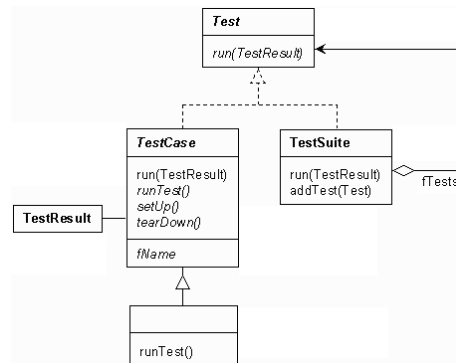 Test
run(TestResult)
TestCase
run(TestResult)
runTest()
setUp()
tearDown()
fName
TestSuite
run(TestResult)
addTest(Test)
fTests
TestResult
runTest()